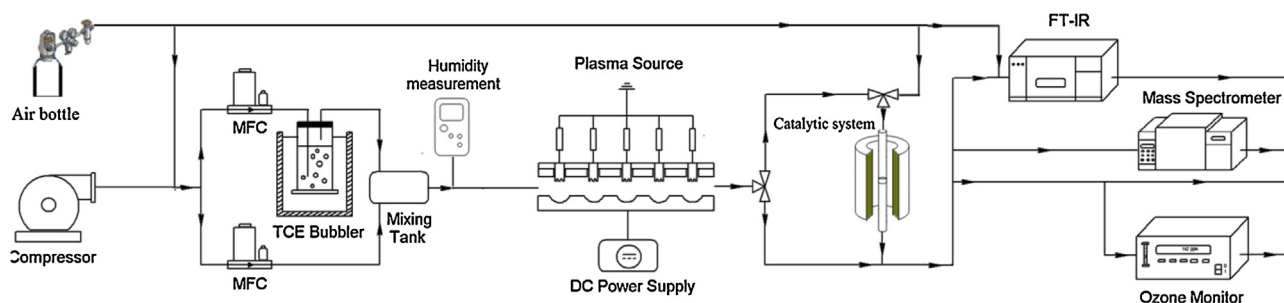 FT-IR
Humidity
measurement
Plasma Source
Air bottle
MFC
Catalytic system
Mass Spectrometer
TCE Bubbler
Mixing
Tank
Compressor
MFC
DC Power Supply
Ozone Monitor